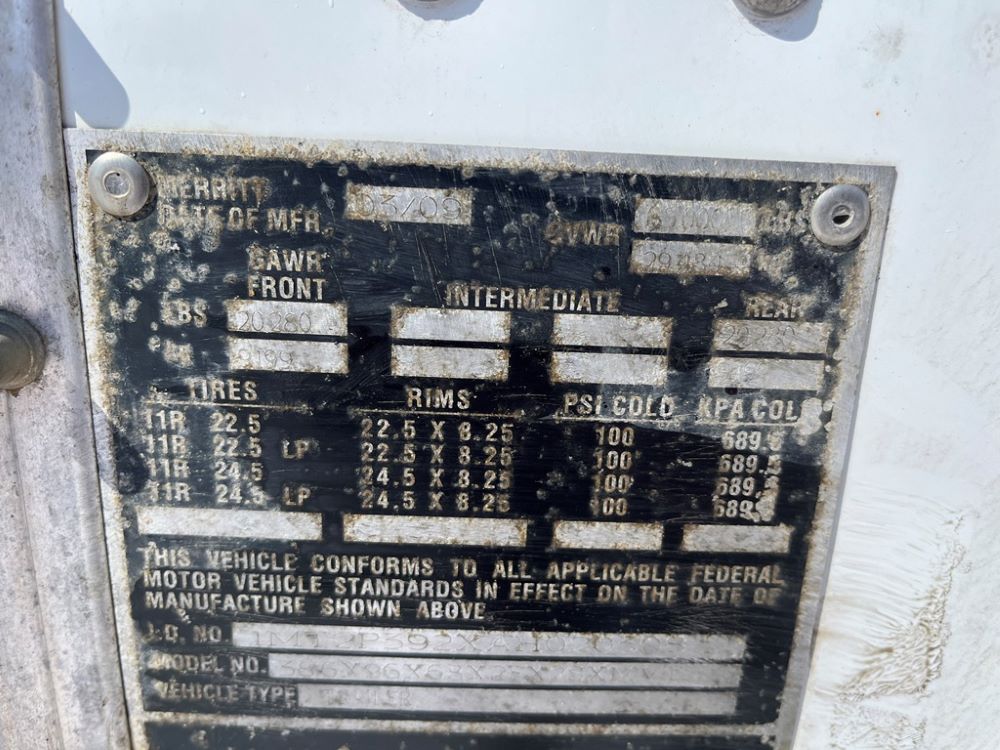 MERRITT
DATE OF MFR. 03/09 GVWR
GAWR
FRONT INTERMEDIATE REAR
LBS 20280
9199
TIRES RIMS PSI COLD KPA COLD
11R 22.5 22.5 X 8.25 100 689.5
11R 22.5 LP 22.5 X 8.25 100 689.5
11R 24.5 24.5 X 8.25 100 689.5
11R 24.5 LP 24.5 X 8.25 100 689.5
THIS VEHICLE CONFORMS TO ALL APPLICABLE FEDERAL
MOTOR VEHICLE STANDARDS IN EFFECT ON THE DATE OF
MANUFACTURE SHOWN ABOVE
I.D. NO.
MODEL NO.
VEHICLE TYPE